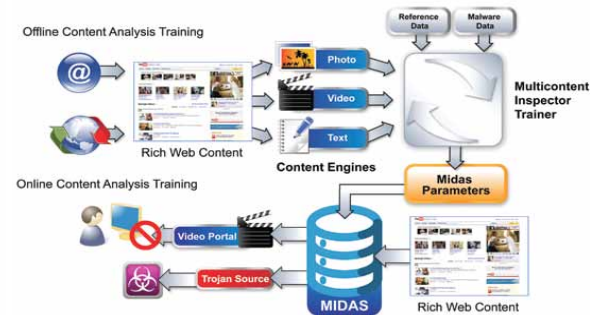 Offline Content Analysis Training
Reference
Data
Malware
Data
@
Photo
Video
Text
Rich Web Content
Content Engines
Multicontent
Inspector
Trainer
Midas
Parameters
Online Content Analysis Training
Video Portal
Trojan Source
MIDAS
Rich Web Content